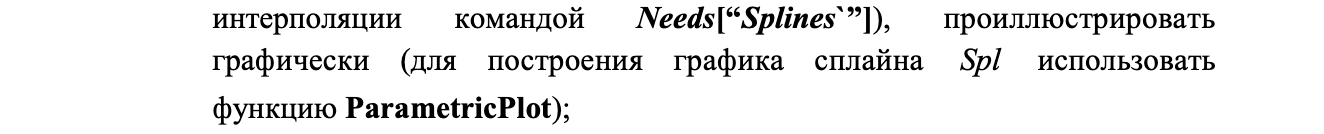 интерполяции командой Needs[“Splines`”]), проиллюстрировать
графически (для построения графика сплайна Spl использовать
функцию ParametricPlot);